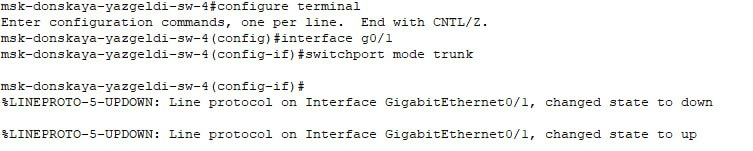 msk-donskaya-yazgeldi-sw-4#configure terminal
Enter configuration commands, one per line.  End with CNTL/Z.
msk-donskaya-yazgeldi-sw-4(config)#interface g0/1
msk-donskaya-yazgeldi-sw-4(config-if)#switchport mode trunk
msk-donskaya-yazgeldi-sw-4(config-if)#
%LINEPROTO-5-UPDOWN: Line protocol on Interface GigabitEthernet0/1, changed state to down
%LINEPROTO-5-UPDOWN: Line protocol on Interface GigabitEthernet0/1, changed state to up